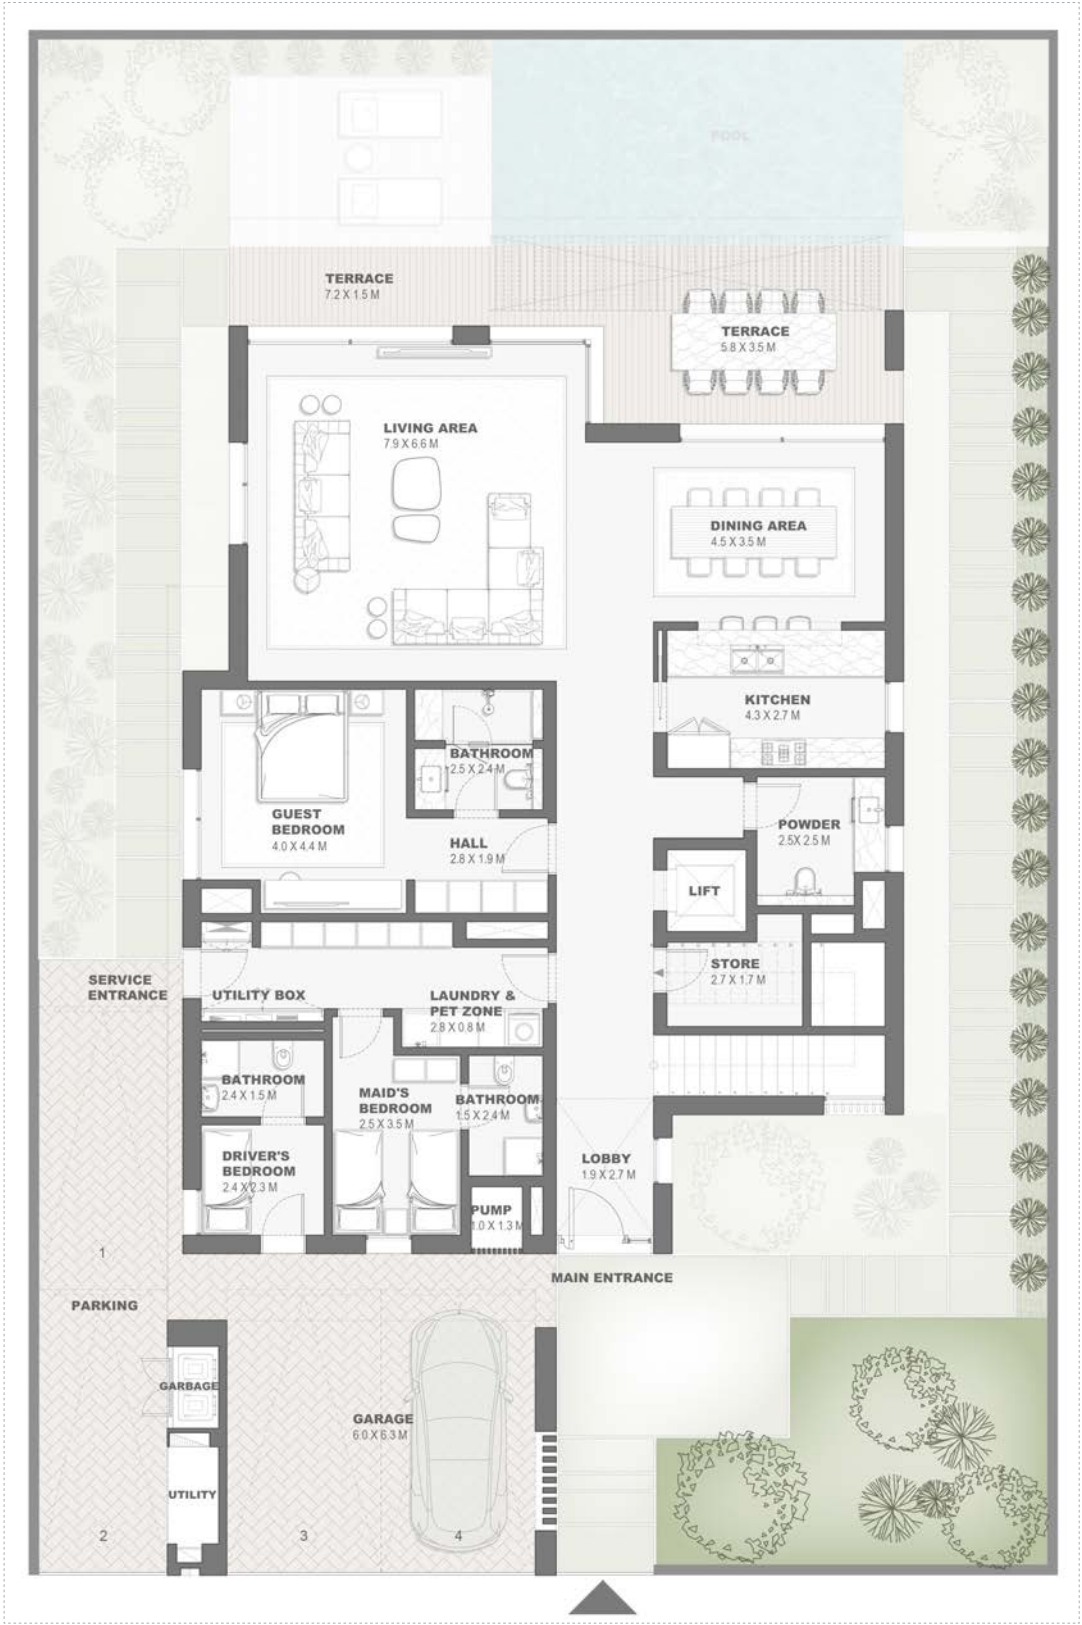 POOL
TERRACE
7.2 X 1.5 M
TERRACE
5.8 X 3.5 M
LIVING AREA
7.9 X 6.6 M
DINING AREA
4.5 X 3.5 M
KITCHEN
4.3 X 2.7 M
BATHROOM
2.5 X 2.4 M
GUEST
BEDROOM
4.0 X 4.4 M
HALL
2.8 X 1.9 M
POWDER
2.5X 2.5 M
LIFT
STORE
2.7 X 1.7 M
SERVICE
ENTRANCE
UTILITY BOX
LAUNDRY &
PET ZONE
2.8 X 0.8 M
BATHROOM
2.4 X 1.5 M
MAID'S
BEDROOM
2.5 X 3.5 M
BATHROOM
1.5 X 2.4 M
DRIVER'S
BEDROOM
2.4 X 2.3 M
LOBBY
1.9 X 2.7 M
PUMP
1.0 X 1.3 M
1
MAIN ENTRANCE
PARKING
GARBAGE
GARAGE
6.0 X 6.3 M
UTILITY
2
3
4